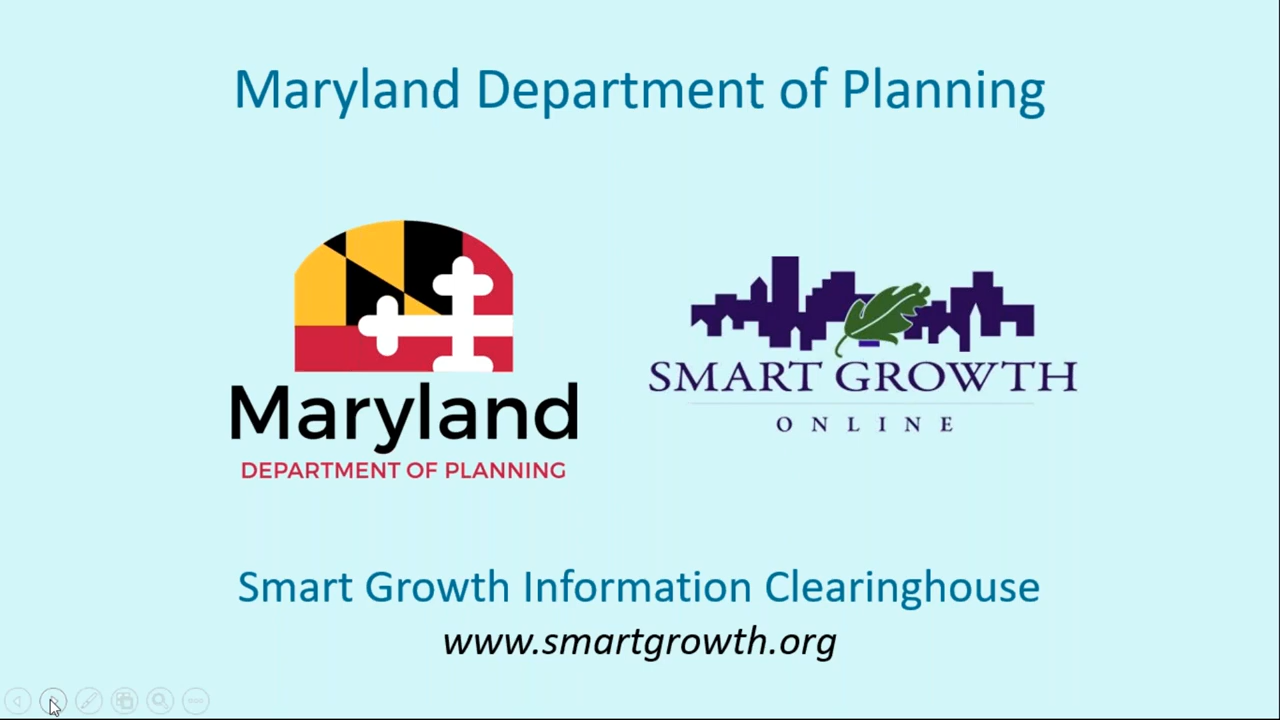 Maryland Department of Planning
Maryland
DEPARTMENT OF PLANNING
SMART GROWTH
ONLINE
Smart Growth Information Clearinghouse
www.smartgrowth.org